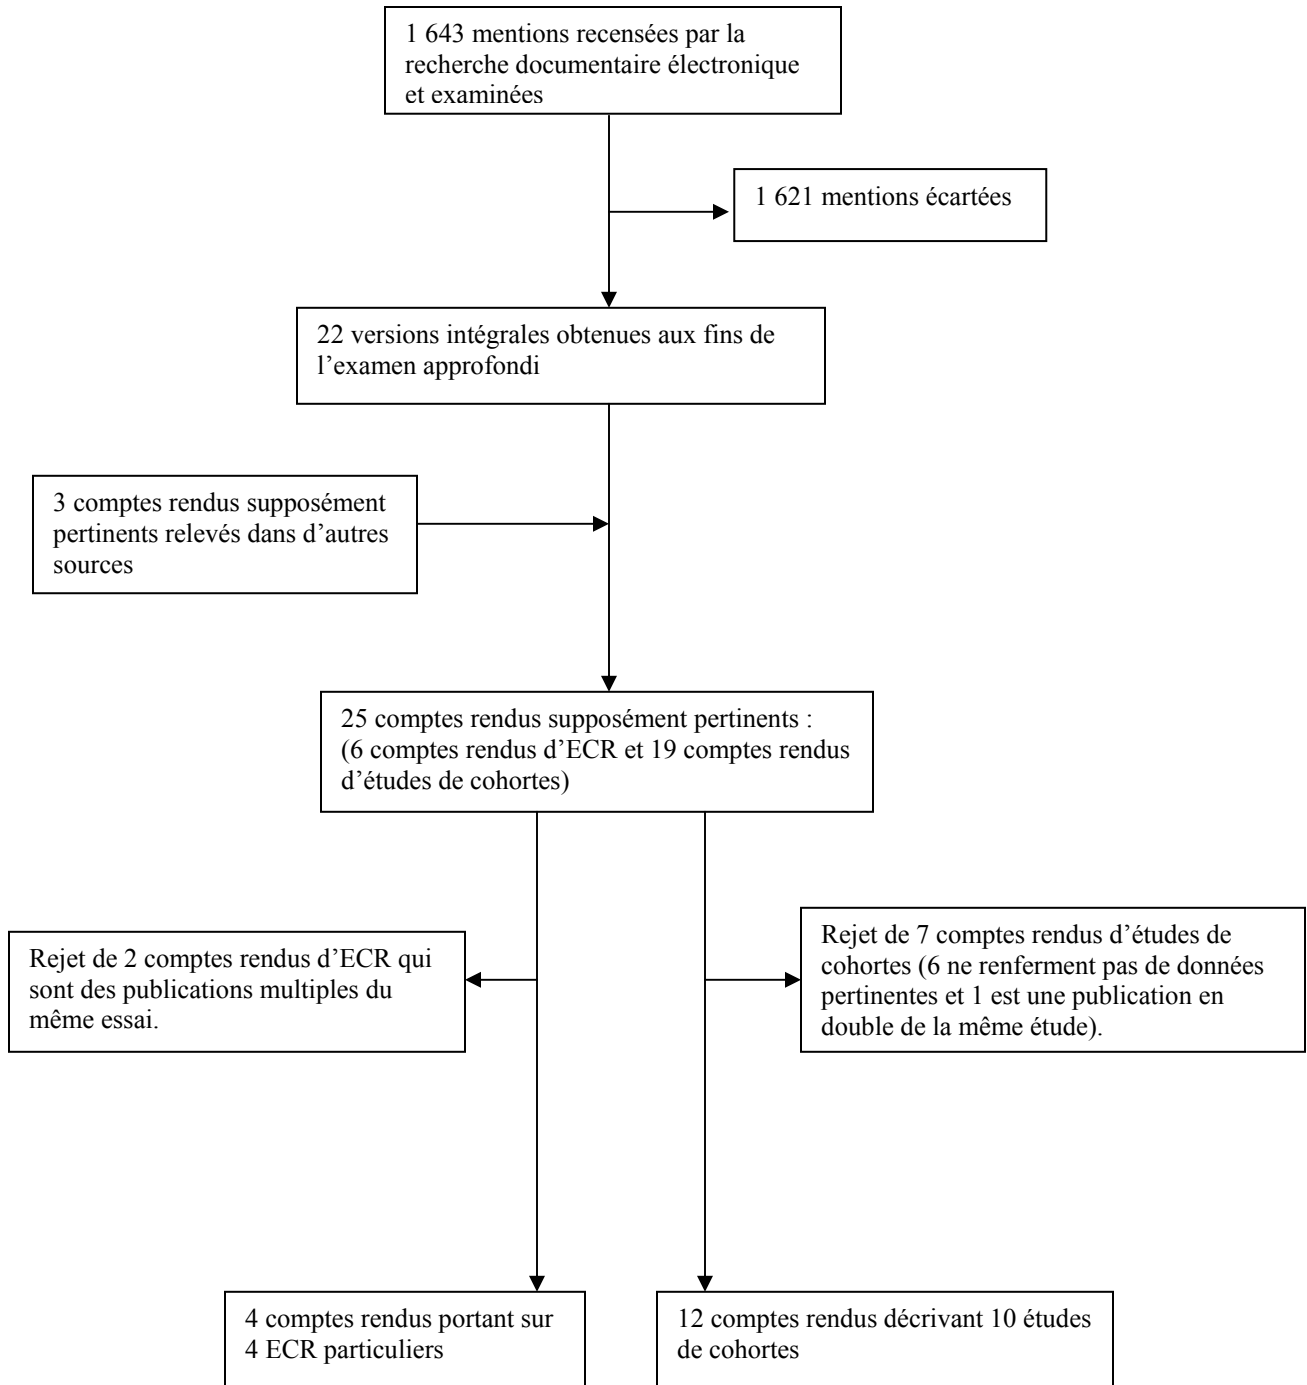 1 643 mentions recensées par la
recherche documentaire électronique
et examinées
1 621 mentions écartées
22 versions intégrales obtenues aux fins de
l’examen approfondi
3 comptes rendus supposément
pertinents relevés dans d’autres
sources
25 comptes rendus supposément pertinents :
(6 comptes rendus d’ECR et 19 comptes rendus
d’études de cohortes)
Rejet de 2 comptes rendus d’ECR qui
sont des publications multiples du
même essai.
Rejet de 7 comptes rendus d’études de
cohortes (6 ne renferment pas de données
pertinentes et 1 est une publication en
double de la même étude).
4 comptes rendus portant sur
4 ECR particuliers
12 comptes rendus décrivant 10 études
de cohortes